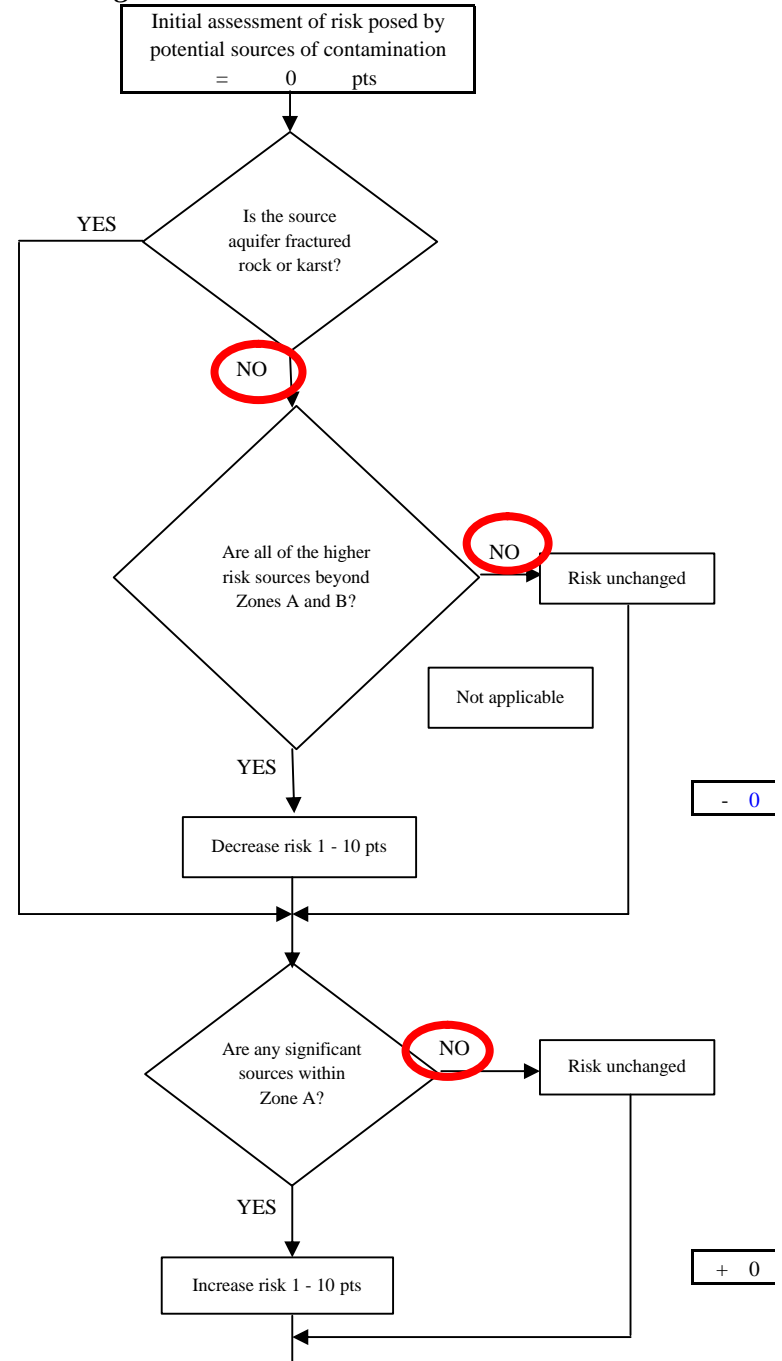 Initial assessment of risk posed by
potential sources of contamination
= 0 pts
YES
Is the source
aquifer fractured
rock or karst?
NO
Are all of the higher
risk sources beyond
Zones A and B?
NO
Risk unchanged
Not applicable
YES
- 0
Decrease risk 1 - 10 pts
Are any significant
sources within
Zone A?
NO
Risk unchanged
YES
+ 0
Increase risk 1 - 10 pts